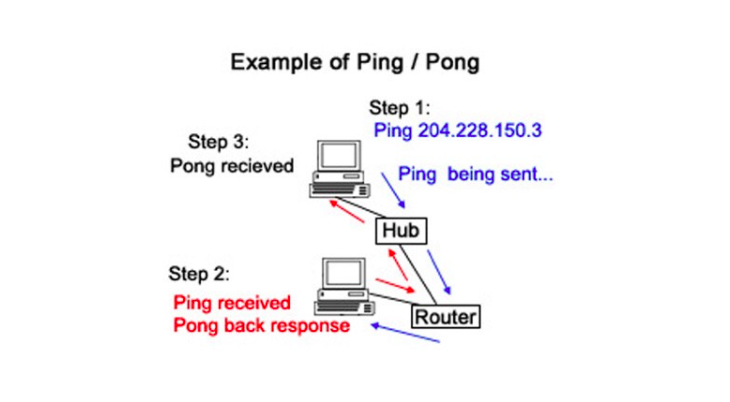 Example of Ping / Pong
Step 1:
Ping 204.228.150.3
Step 3:
Pong recieved
Ping being sent...
Hub
Step 2:
Ping received
Pong back response
Router